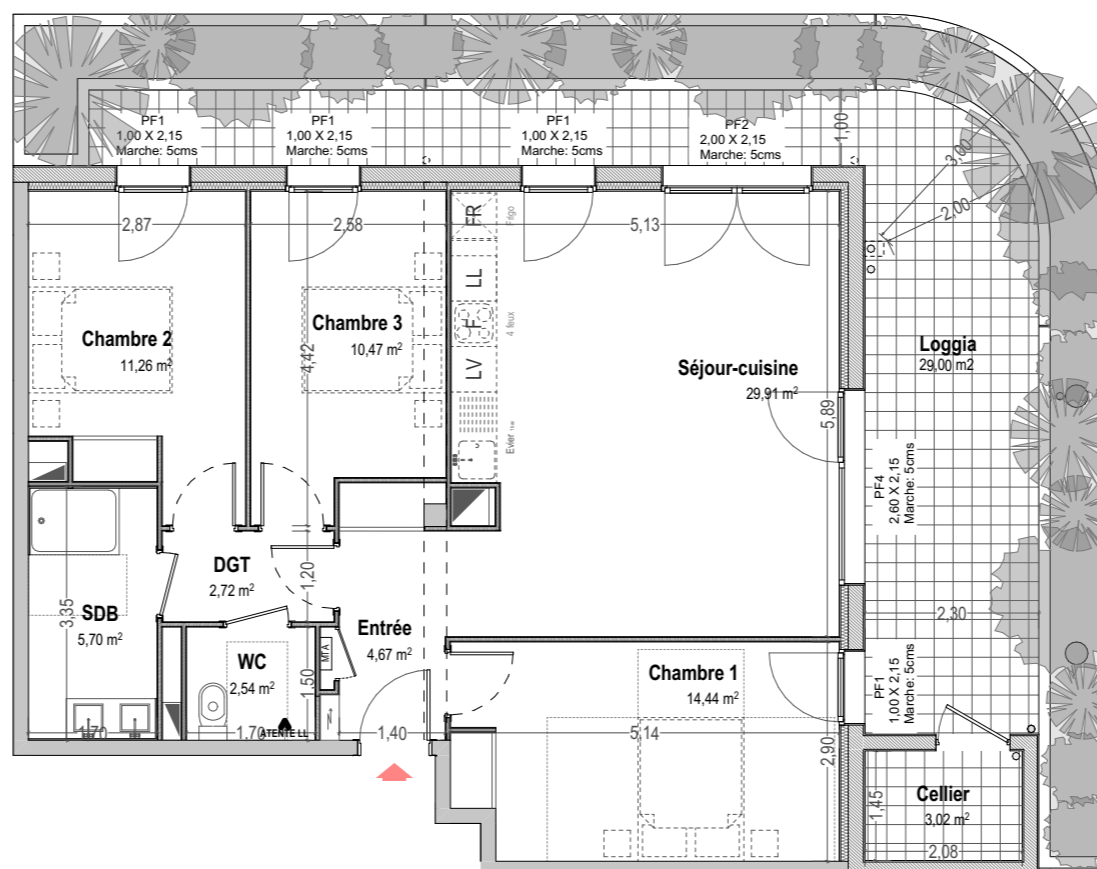 PF1
1,00 X 2,15
Marche: 5cms
PF1
1,00 X 2,15
Marche: 5cms
PF1
1,00 X 2,15
Marche: 5cms
PF2
2,00 X 2,15
Marche: 5cms
1,00
3,00
2,00
2,87
2,58
5,13
FR
Frigo
LL
F
4 feux
LV
Evier
Chambre 2
11,26 m²
Chambre 3
10,47 m²
4,42
Séjour-cuisine
29,91 m²
5,89
Loggia
29,00 m2
PF4
2,60 X 2,15
Marche: 5cms
2,30
DGT
2,72 m²
1,20
SDB
5,70 m²
3,35
1,70
WC
2,54 m²
1,50
1,70
ATENTE LL
Entrée
4,67 m²
1,40
Chambre 1
14,44 m²
5,14
2,90
PF1
1,00 X 2,15
Marche: 5cms
Cellier
3,02 m²
1,45
2,08